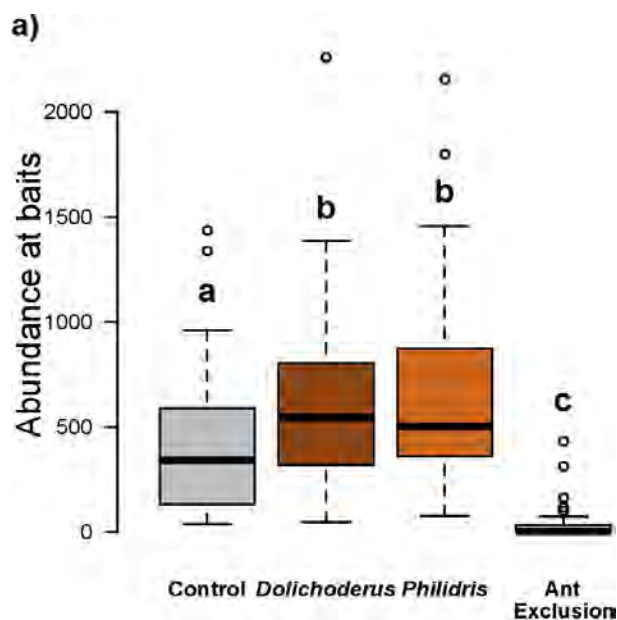 a)
Abundance at baits
2000
1500
1000
500
0
a
b
b
c
Control Dolichoderus Philidris Ant
Exclusion